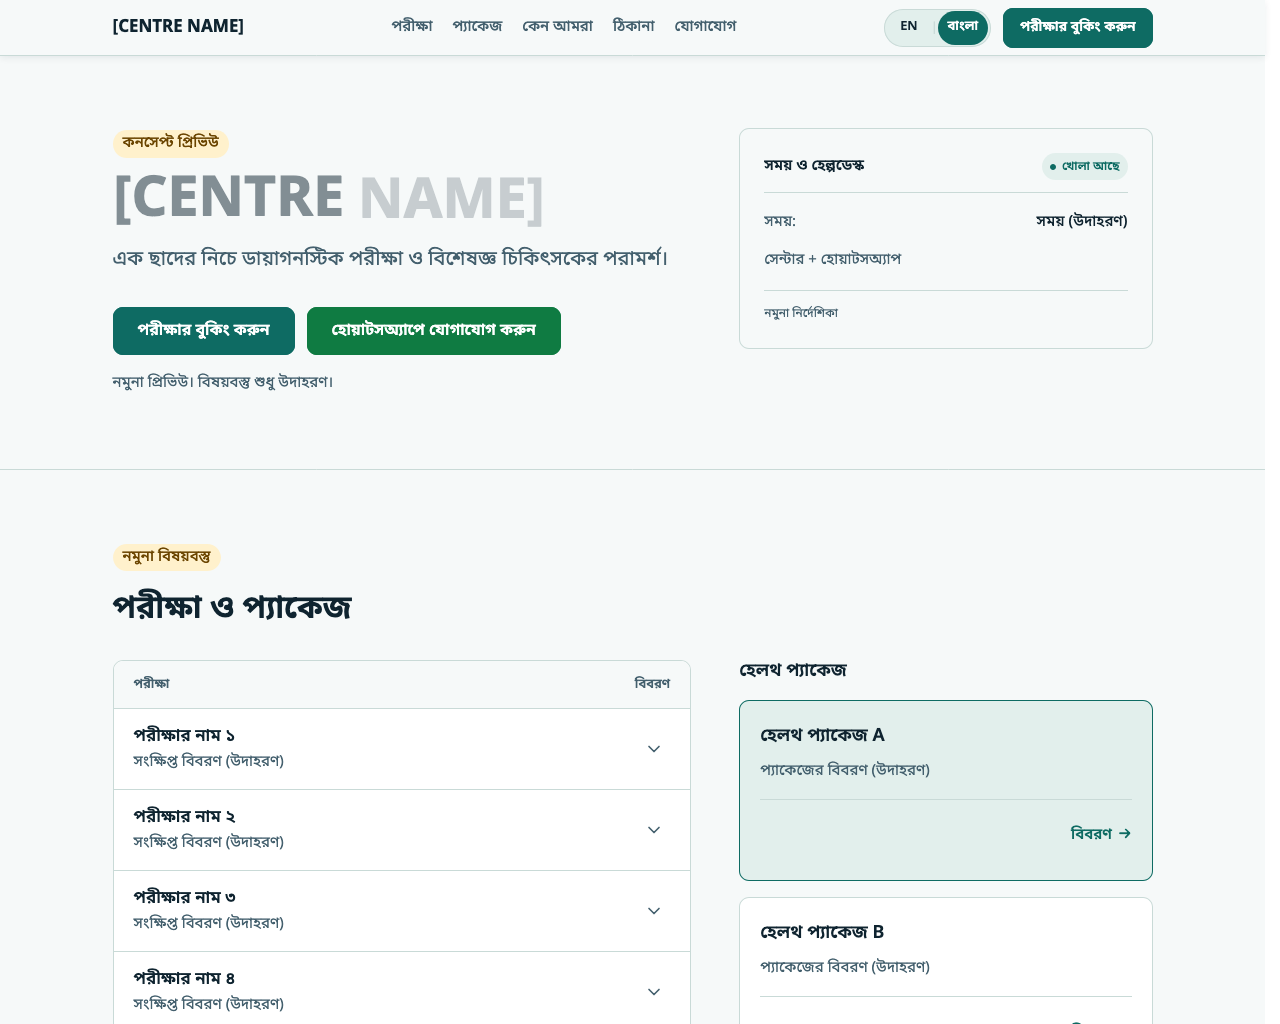 [CENTRE NAME]
পরীক্ষা প্যাকেজ কেন আমরা ঠিকানা যোগাযোগ
EN বাংলা
পরীক্ষার বুকিং করুন
কনসেপ্ট প্রিভিউ
[CENTRE NAME]
এক ছাদের নিচে ডায়াগনস্টিক পরীক্ষা ও বিশেষজ্ঞ চিকিৎসকের পরামর্শ।
পরীক্ষার বুকিং করুন
হোয়াটসঅ্যাপে যোগাযোগ করুন
নমুনা প্রিভিউ। বিষয়বস্তু শুধু উদাহরণ।
সময় ও হেল্পডেস্ক
খোলা আছে
সময়: সময় (উদাহরণ)
সেন্টার + হোয়াটসঅ্যাপ
নমুনা নির্দেশিকা
নমুনা বিষয়বস্তু
পরীক্ষা ও প্যাকেজ
পরীক্ষা বিবরণ
পরীক্ষার নাম ১
সংক্ষিপ্ত বিবরণ (উদাহরণ)
পরীক্ষার নাম ২
সংক্ষিপ্ত বিবরণ (উদাহরণ)
পরীক্ষার নাম ৩
সংক্ষিপ্ত বিবরণ (উদাহরণ)
পরীক্ষার নাম ৪
সংক্ষিপ্ত বিবরণ (উদাহরণ)
হেলথ প্যাকেজ
হেলথ প্যাকেজ A
প্যাকেজের বিবরণ (উদাহরণ)
বিবরণ →
হেলথ প্যাকেজ B
প্যাকেজের বিবরণ (উদাহরণ)